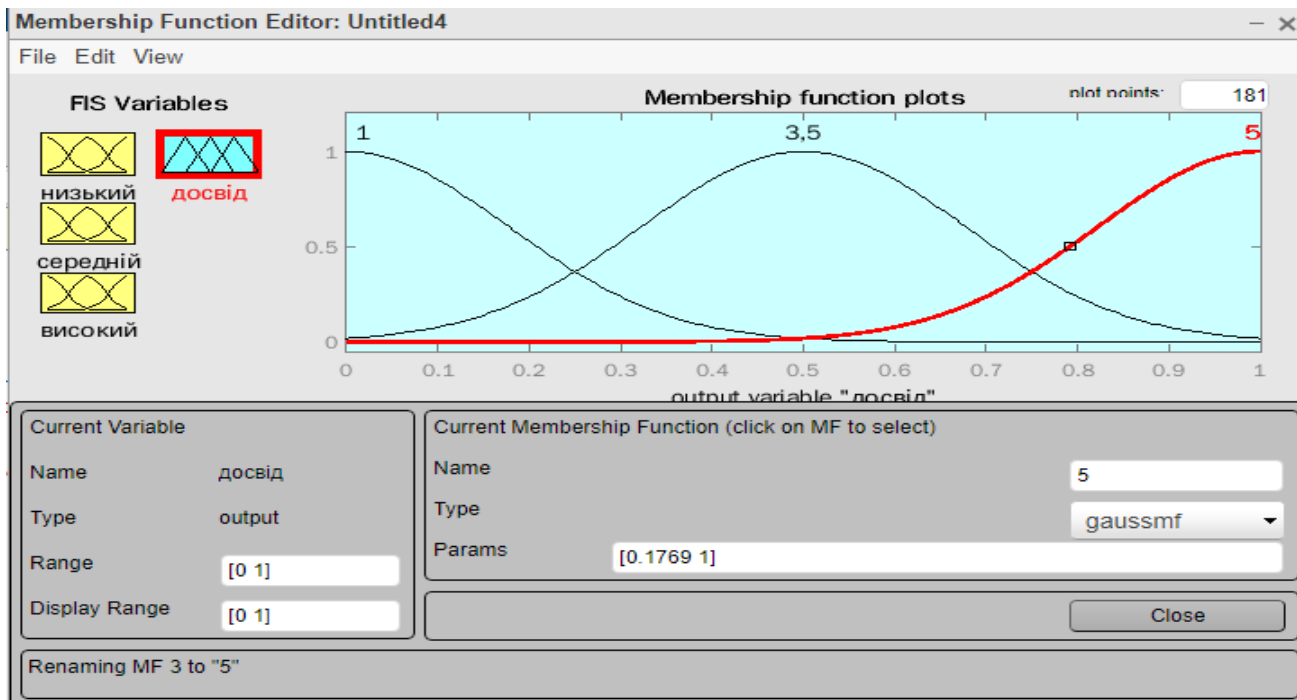 Membership Function Editor: Untitled4
File Edit View
FIS Variables
низький
досвід
середній
високий
Membership function plots
plot points:
181
1
3,5
5
1
0.5
0
0
0.1
0.2
0.3
0.4
0.5
0.6
0.7
0.8
0.9
1
output variable "досвід"
Current Variable
Name
досвід
Type
output
Range
[0 1]
Display Range
[0 1]
Current Membership Function (click on MF to select)
Name
5
Type
gaussmf
Params
[0.1769 1]
Close
Renaming MF 3 to "5"